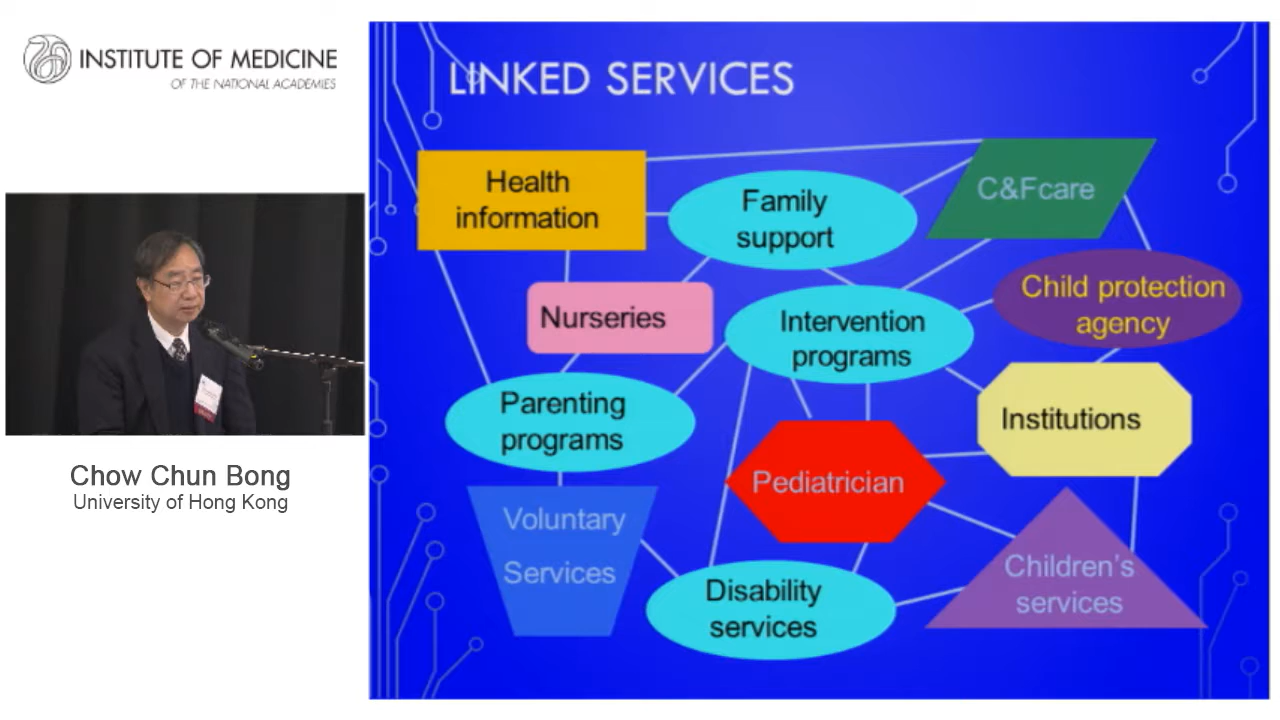 INSTITUTE OF MEDICINE
OF THE NATIONAL ACADEMIES
Chow Chun Bong
University of Hong Kong
LINKED SERVICES
Health
information
Family
support
C&Fcare
Nurseries
Intervention
programs
Child protection
agency
Parenting
programs
Institutions
Pediatrician
Voluntary
Services
Disability
services
Children's
services